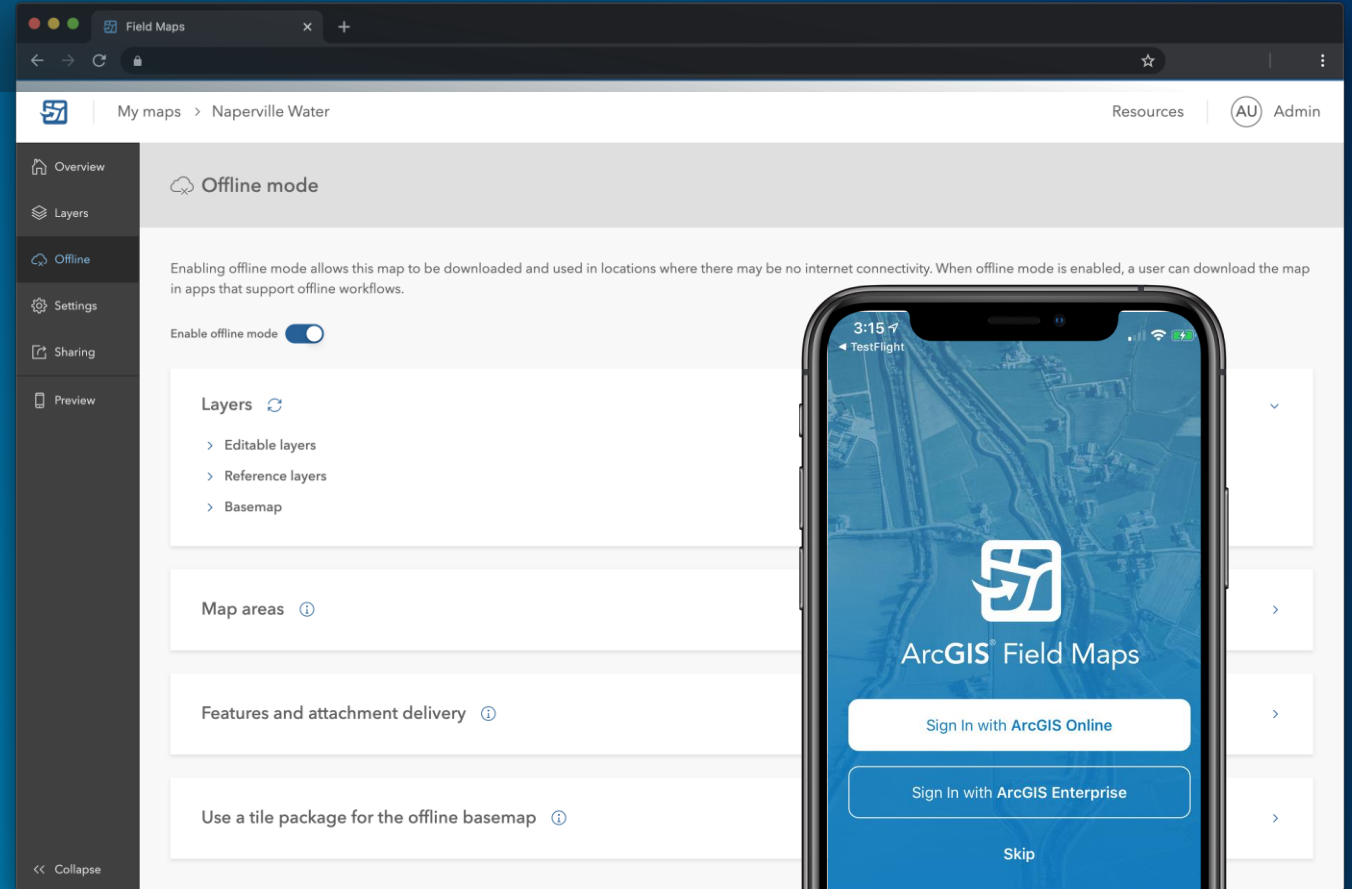 Field Maps
My maps > Naperville Water
Resources
AU Admin
Overview
Layers
Offline
Settings
Sharing
Preview
<< Collapse
Offline mode
Enabling offline mode allows this map to be downloaded and used in locations where there may be no internet connectivity. When offline mode is enabled, a user can download the map
in apps that support offline workflows.
Enable offline mode
Layers
Editable layers
Reference layers
Basemap
Map areas
Features and attachment delivery
Use a tile package for the offline basemap
3:15
TestFlight
ArcGIS® Field Maps
Sign In with ArcGIS Online
Sign In with ArcGIS Enterprise
Skip